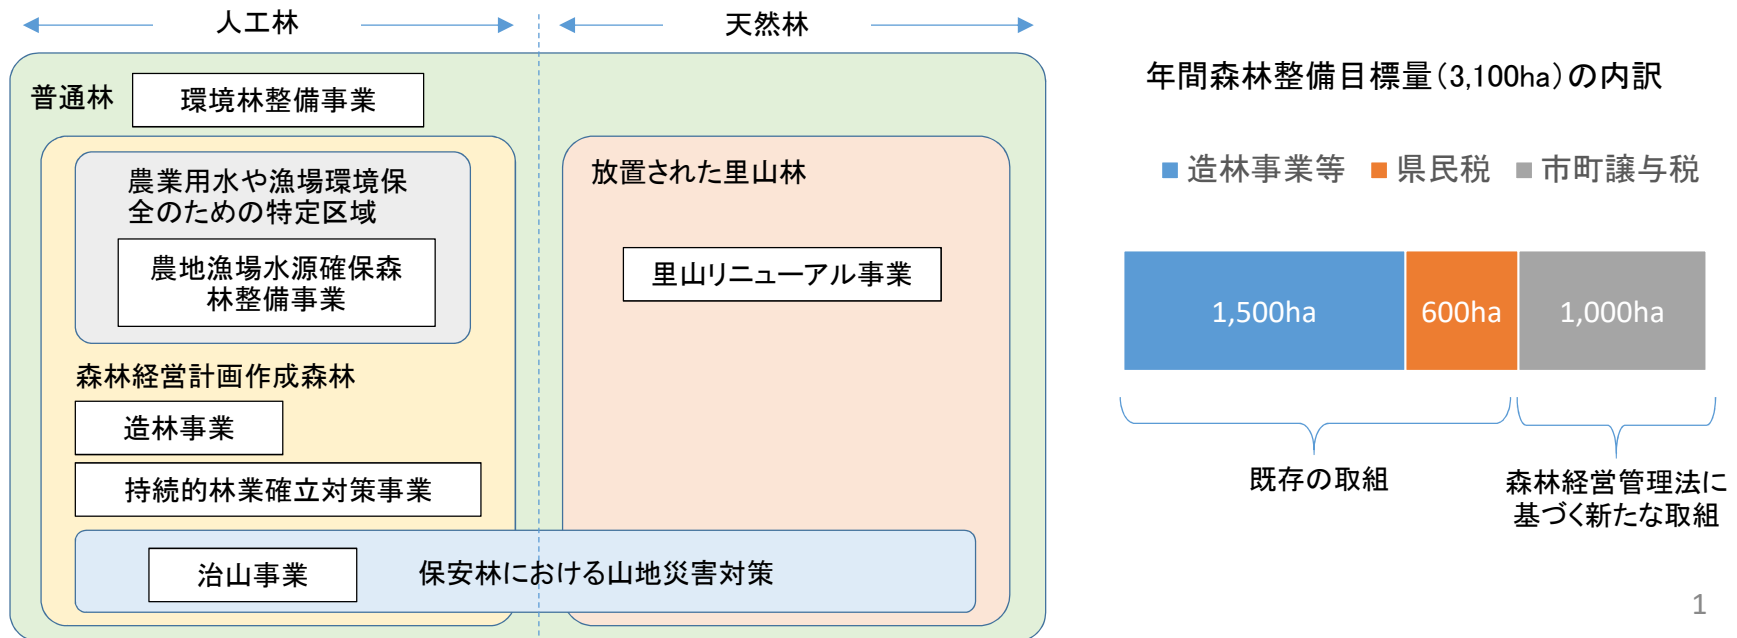 人工林
天然林
普通林
環境林整備事業
農業用水や漁場環境保
全のための特定区域
農地漁場水源確保森
林整備事業
森林経営計画作成森林
造林事業
持続的林業確立対策事業
放置された里山林
里山リニューアル事業
治山事業
保安林における山地災害対策
年間森林整備目標量(3,100ha)の内訳
造林事業等
県民税
市町譲与税
1,500ha
600ha
1,000ha
既存の取組
森林経営管理法に
基づく新たな取組
1